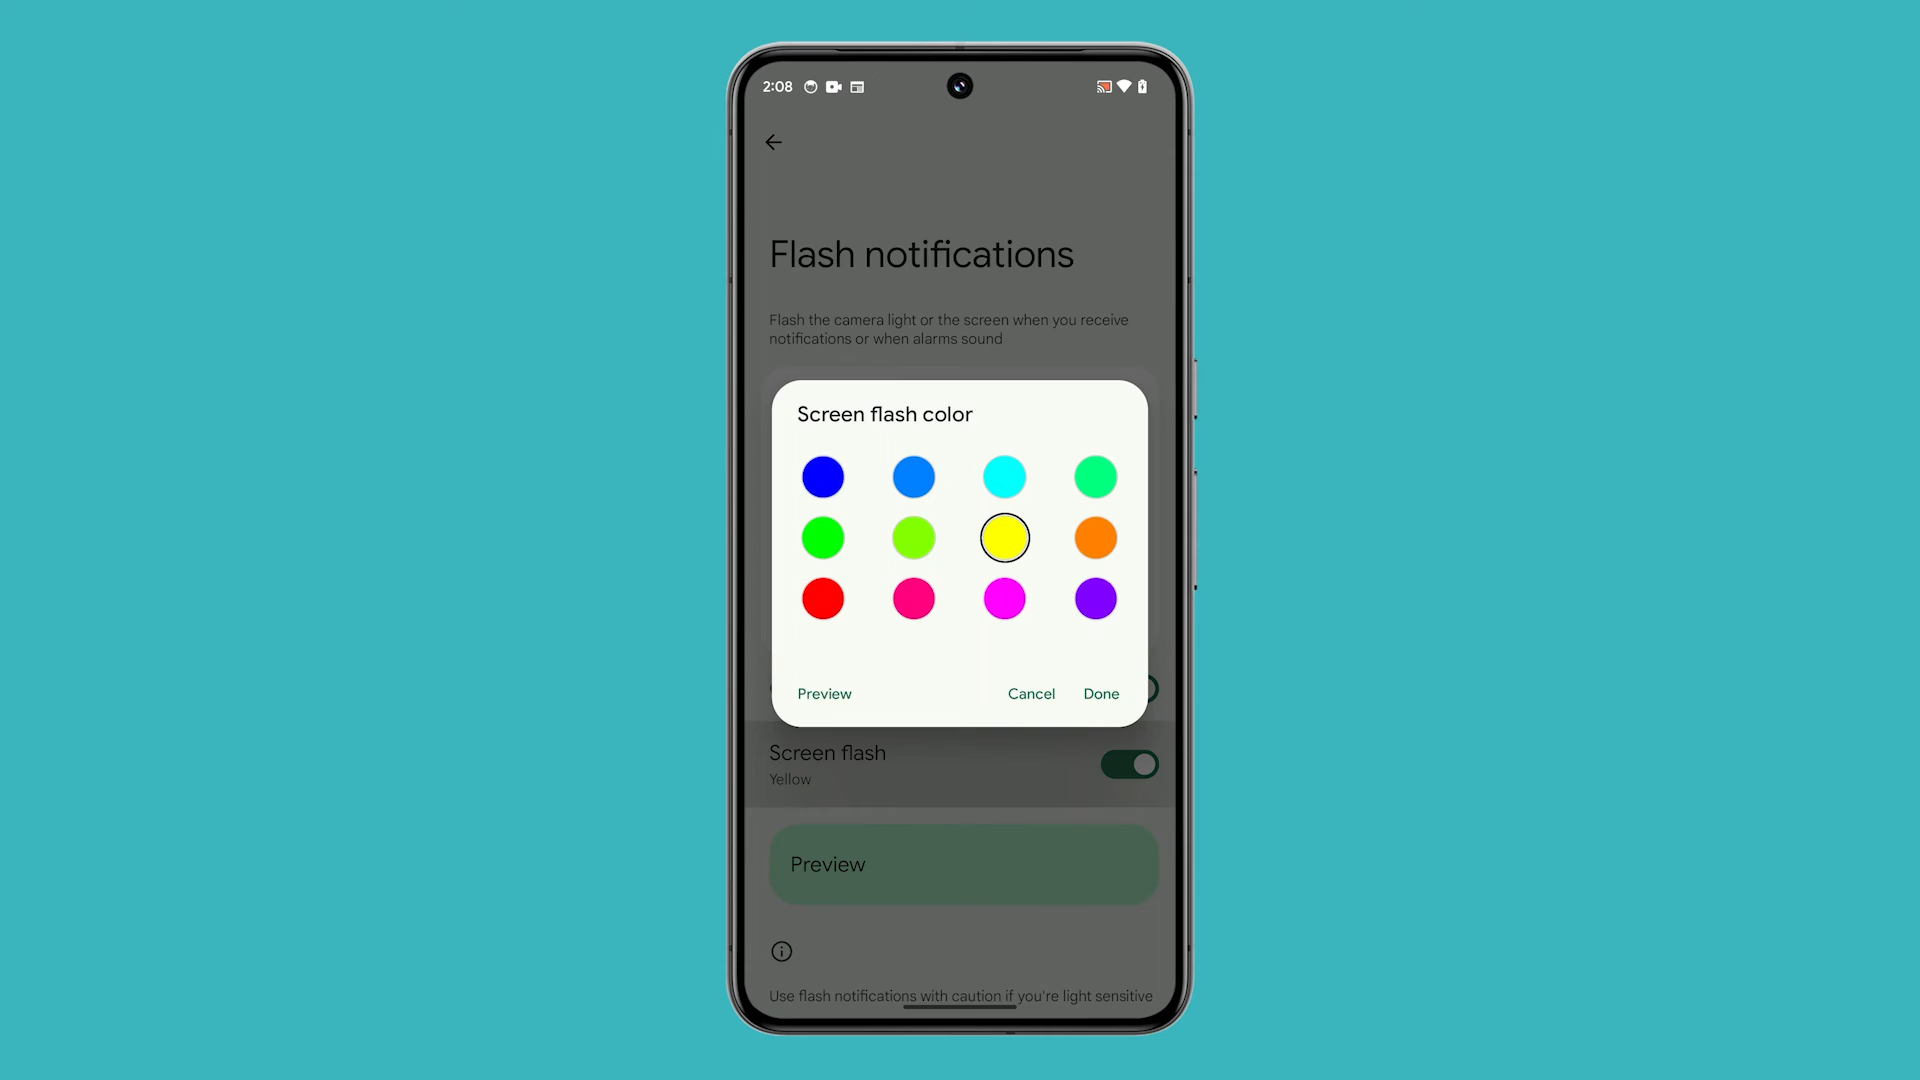 2:08
Flash notifications
Flash the camera light or the screen when you receive
notifications or when alarms sound
Screen flash color
Preview
Cancel
Done
Screen flash
Yellow
Preview
Use flash notifications with caution if you're light sensitive